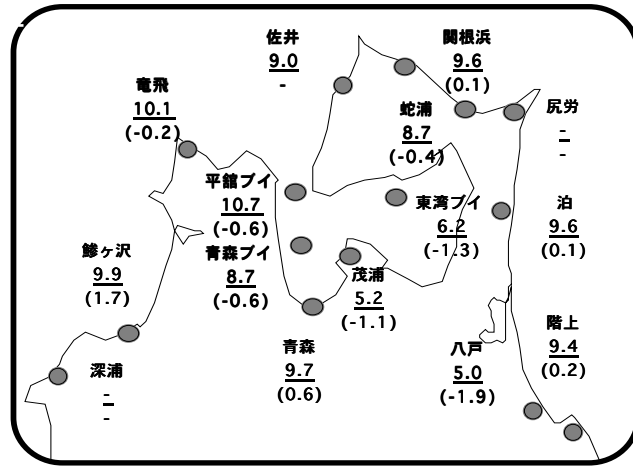 佐井
9.0
-
関根浜
9.6
(0.1)
竜飛
10.1
(-0.2)
蛇浦
8.7
(-0.4)
尻労
-
-
平舘ブイ
10.7
(-0.6)
東湾ブイ
6.2
(-1.3)
泊
9.6
(0.1)
鰺ヶ沢
9.9
(1.7)
青森ブイ
8.7
(-0.6)
茂浦
5.2
(-1.1)
階上
9.4
(0.2)
青森
9.7
(0.6)
八戸
5.0
(-1.9)
深浦
-
-